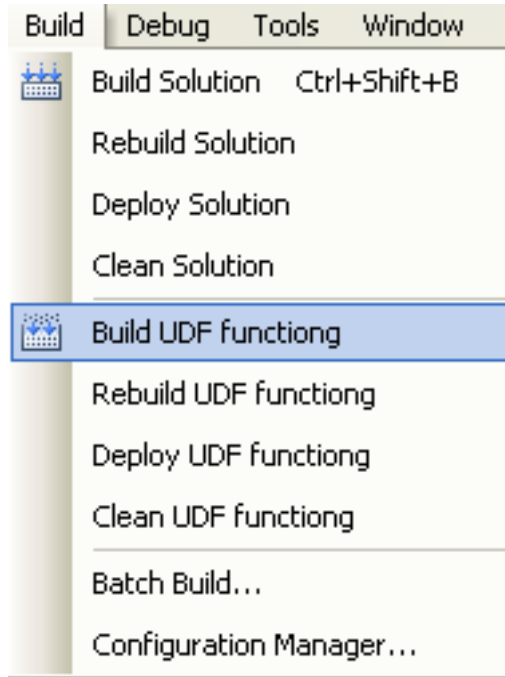 Build Debug Tools Window
Build Solution Ctrl+Shift+B
Rebuild Solution
Deploy Solution
Clean Solution
Build UDF functiong
Rebuild UDF functiong
Deploy UDF functiong
Clean UDF functiong
Batch Build...
Configuration Manager...